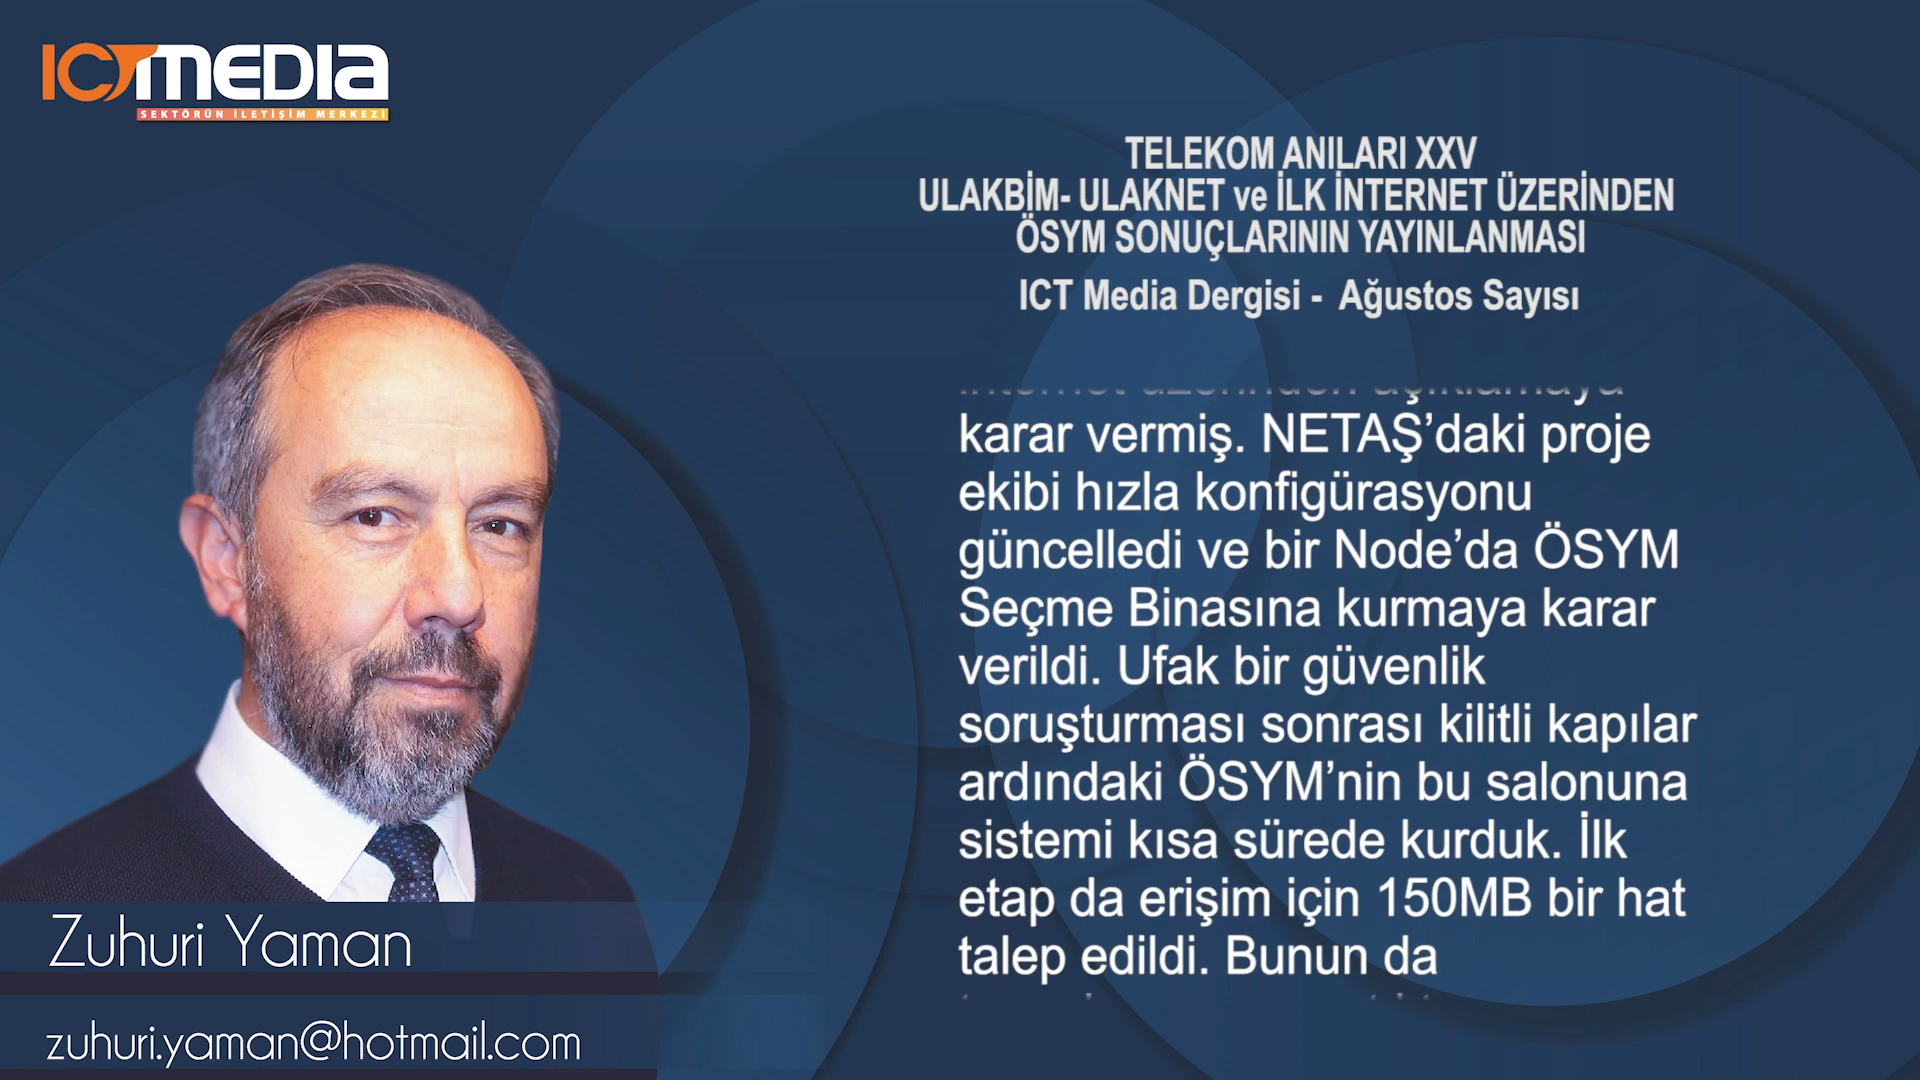 ICTMEDIA
SEKTÖRÜN İLETİŞİM MERKEZİ
TELEKOM ANILARI XXV
ULAKBİM- ULAKNET ve İLK İNTERNET ÜZERİNDEN
ÖSYM SONUÇLARININ YAYINLANMASI
ICT Media Dergisi - Ağustos Sayısı
internet üzerinden açıklamaya
karar vermiş. NETAŞ’daki proje
ekibi hızla konfigürasyonu
güncelledi ve bir Node’da ÖSYM
Seçme Binasına kurmaya karar
verildi. Ufak bir güvenlik
soruşturması sonrası kilitli kapılar
ardındaki ÖSYM’nin bu salonuna
sistemi kısa sürede kurduk. İlk
etap da erişim için 150MB bir hat
talep edildi. Bunun da
Zuhuri Yaman
zuhuri.yaman@hotmail.com